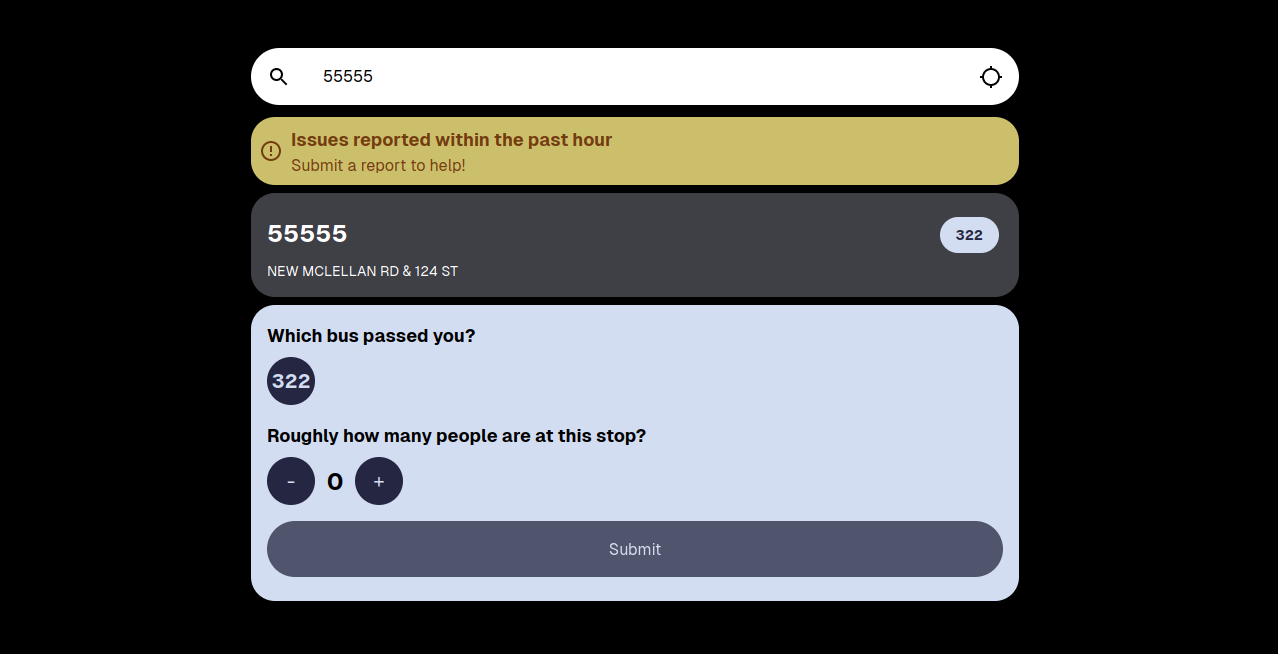 55555
Issues reported within the past hour
Submit a report to help!
55555
322
NEW MCLELLAN RD & 124 ST
Which bus passed you?
322
Roughly how many people are at this stop?
- 0 +
Submit